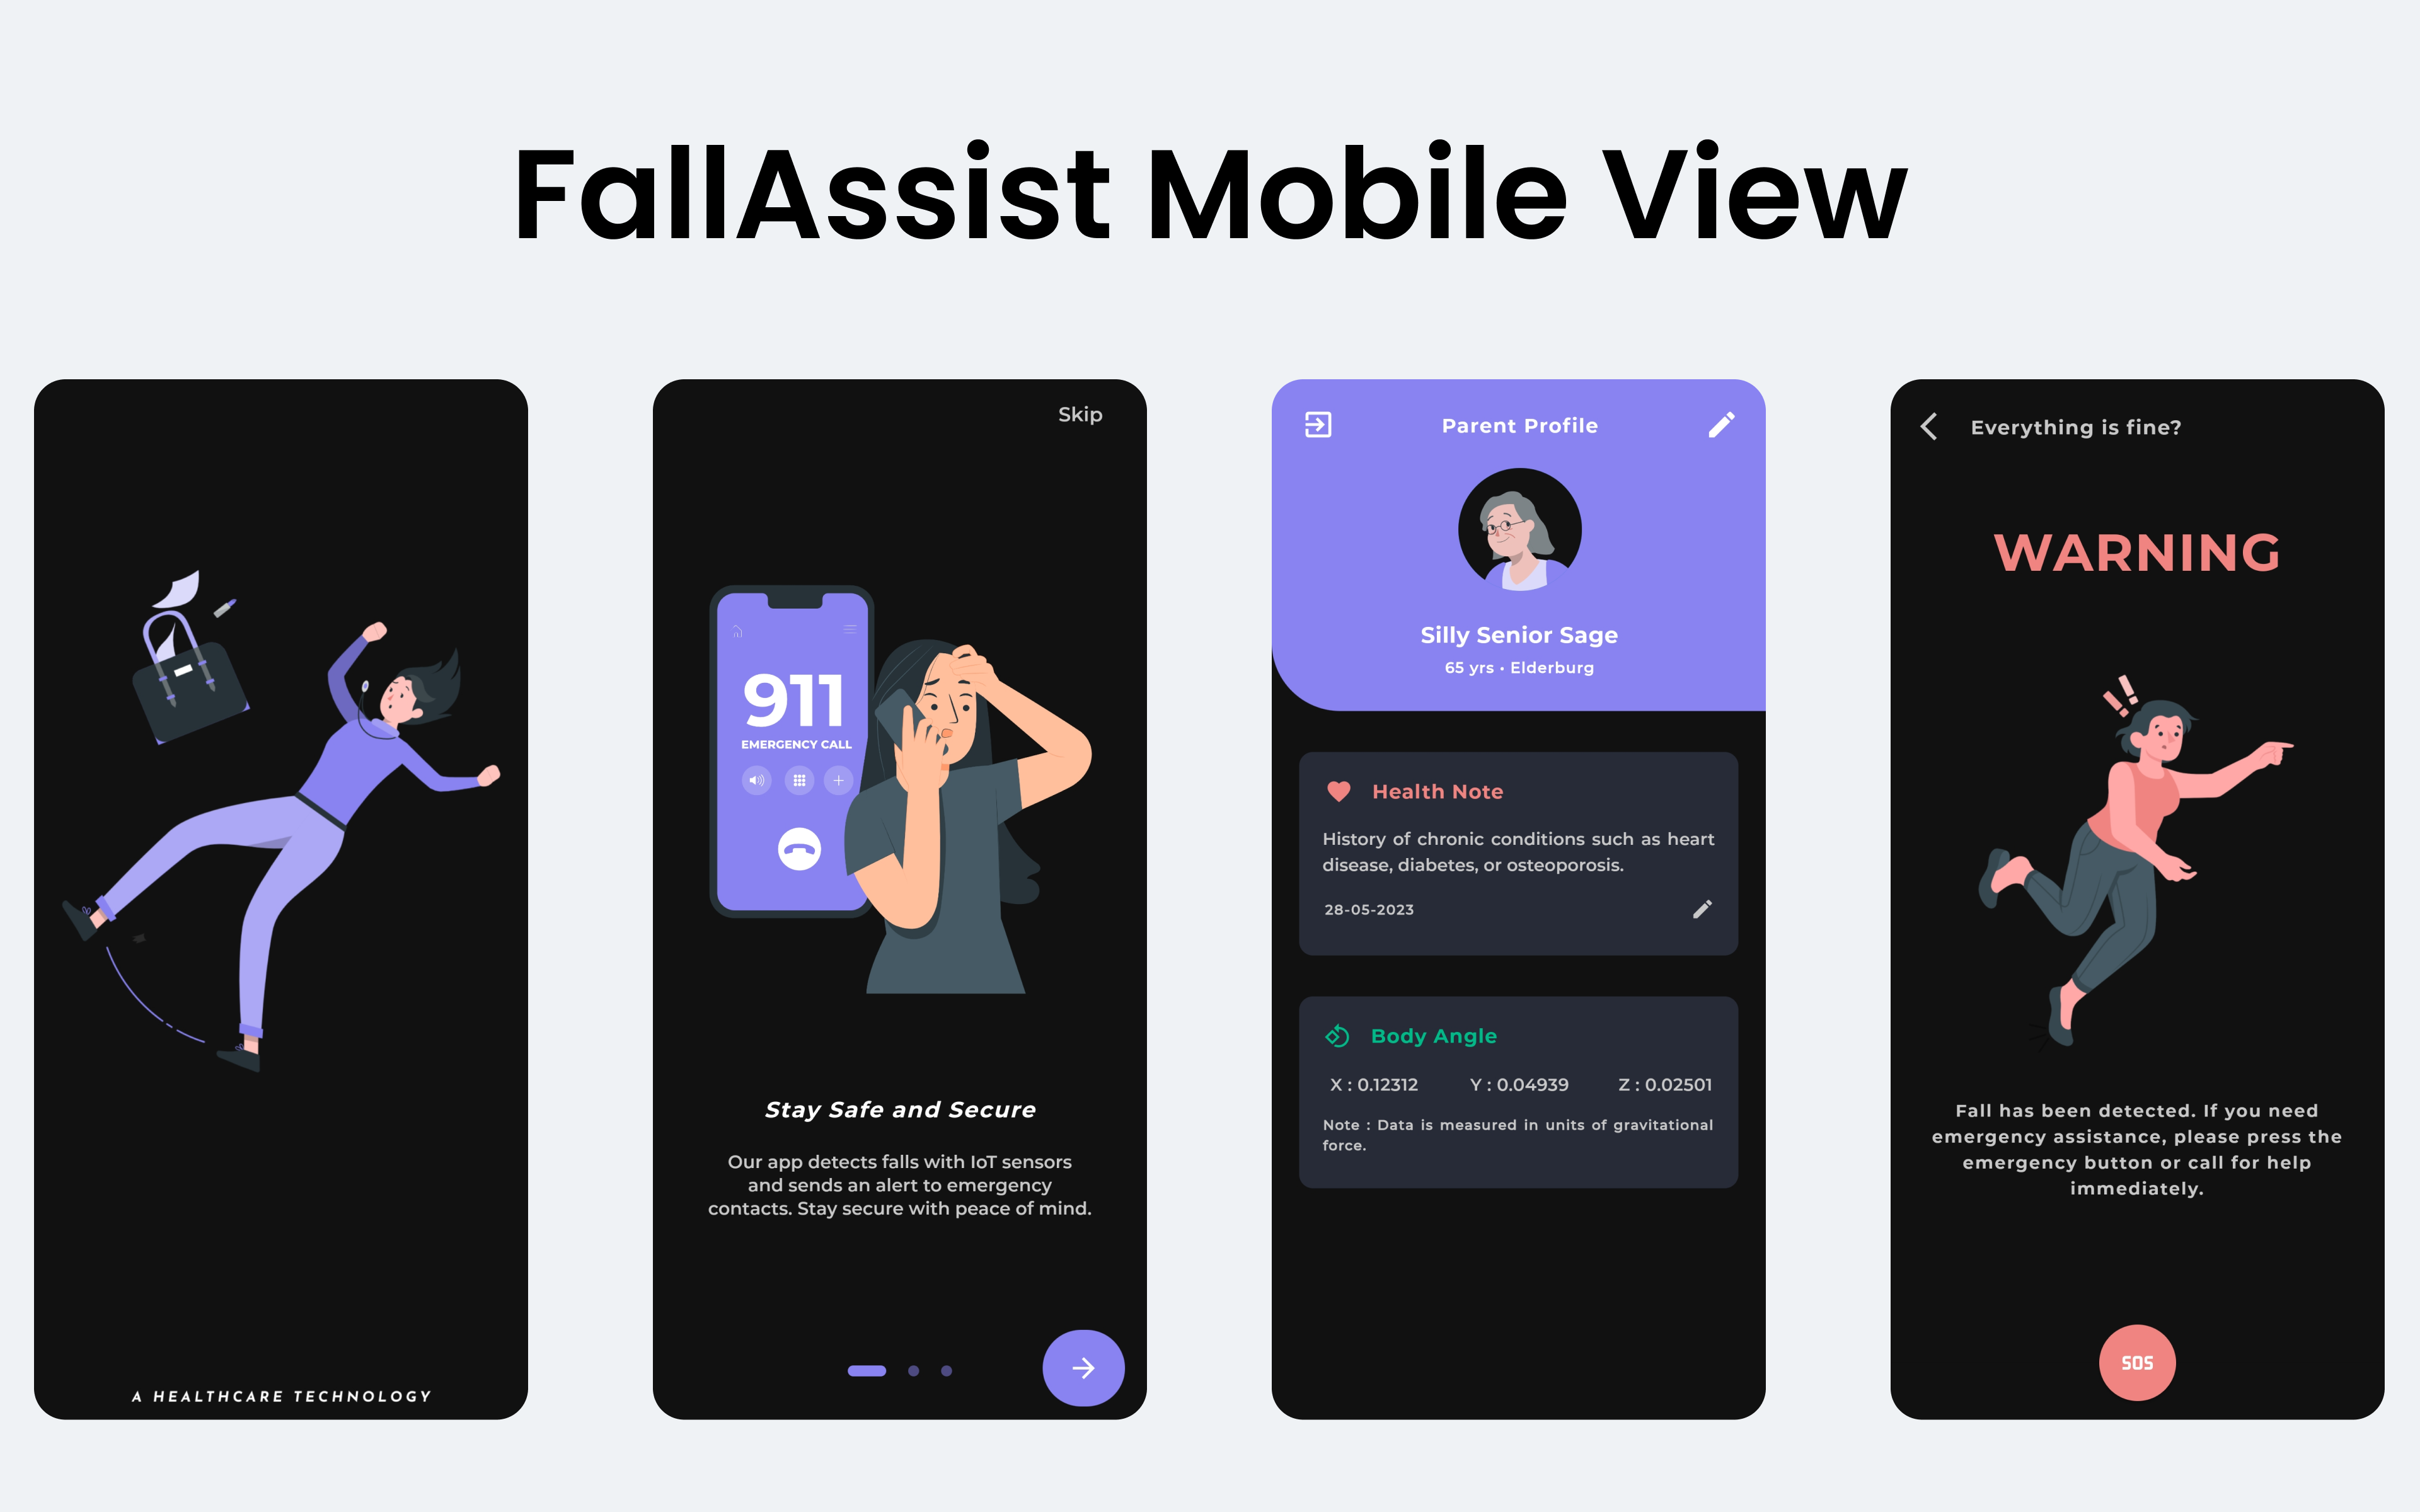 FallAssist Mobile View
A HEALTHCARE TECHNOLOGY
Skip
911
EMERGENCY CALL
Stay Safe and Secure
Our app detects falls with IoT sensors
and sends an alert to emergency
contacts. Stay secure with peace of mind.
Parent Profile
Silly Senior Sage
65 yrs • Elderburg
Health Note
History of chronic conditions such as heart
disease, diabetes, or osteoporosis.
28-05-2023
Body Angle
X : 0.12312 Y : 0.04939 Z : 0.02501
Note : Data is measured in units of gravitational
force.
Everything is fine?
WARNING
Fall has been detected. If you need
emergency assistance, please press the
emergency button or call for help
immediately.
SOS